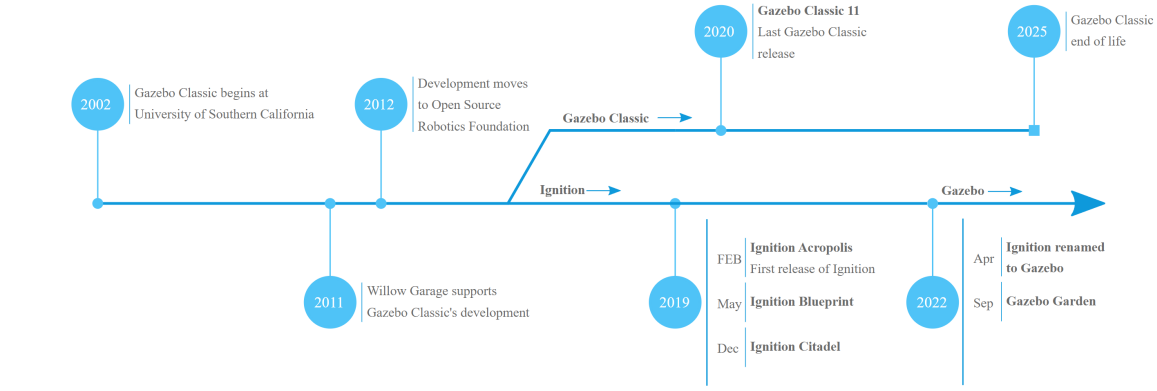 2002
Gazebo Classic begins at
University of Southern California
2012
Development moves
to Open Source
Robotics Foundation
2020
Gazebo Classic 11
Last Gazebo Classic
release
2025
Gazebo Classic
end of life
Gazebo Classic
Ignition
Gazebo
2011
Willow Garage supports
Gazebo Classic's development
2019
FEB
Ignition Acropolis
First release of Ignition
May
Ignition Blueprint
Dec
Ignition Citadel
2022
Apr
Ignition renamed
to Gazebo
Sep
Gazebo Garden